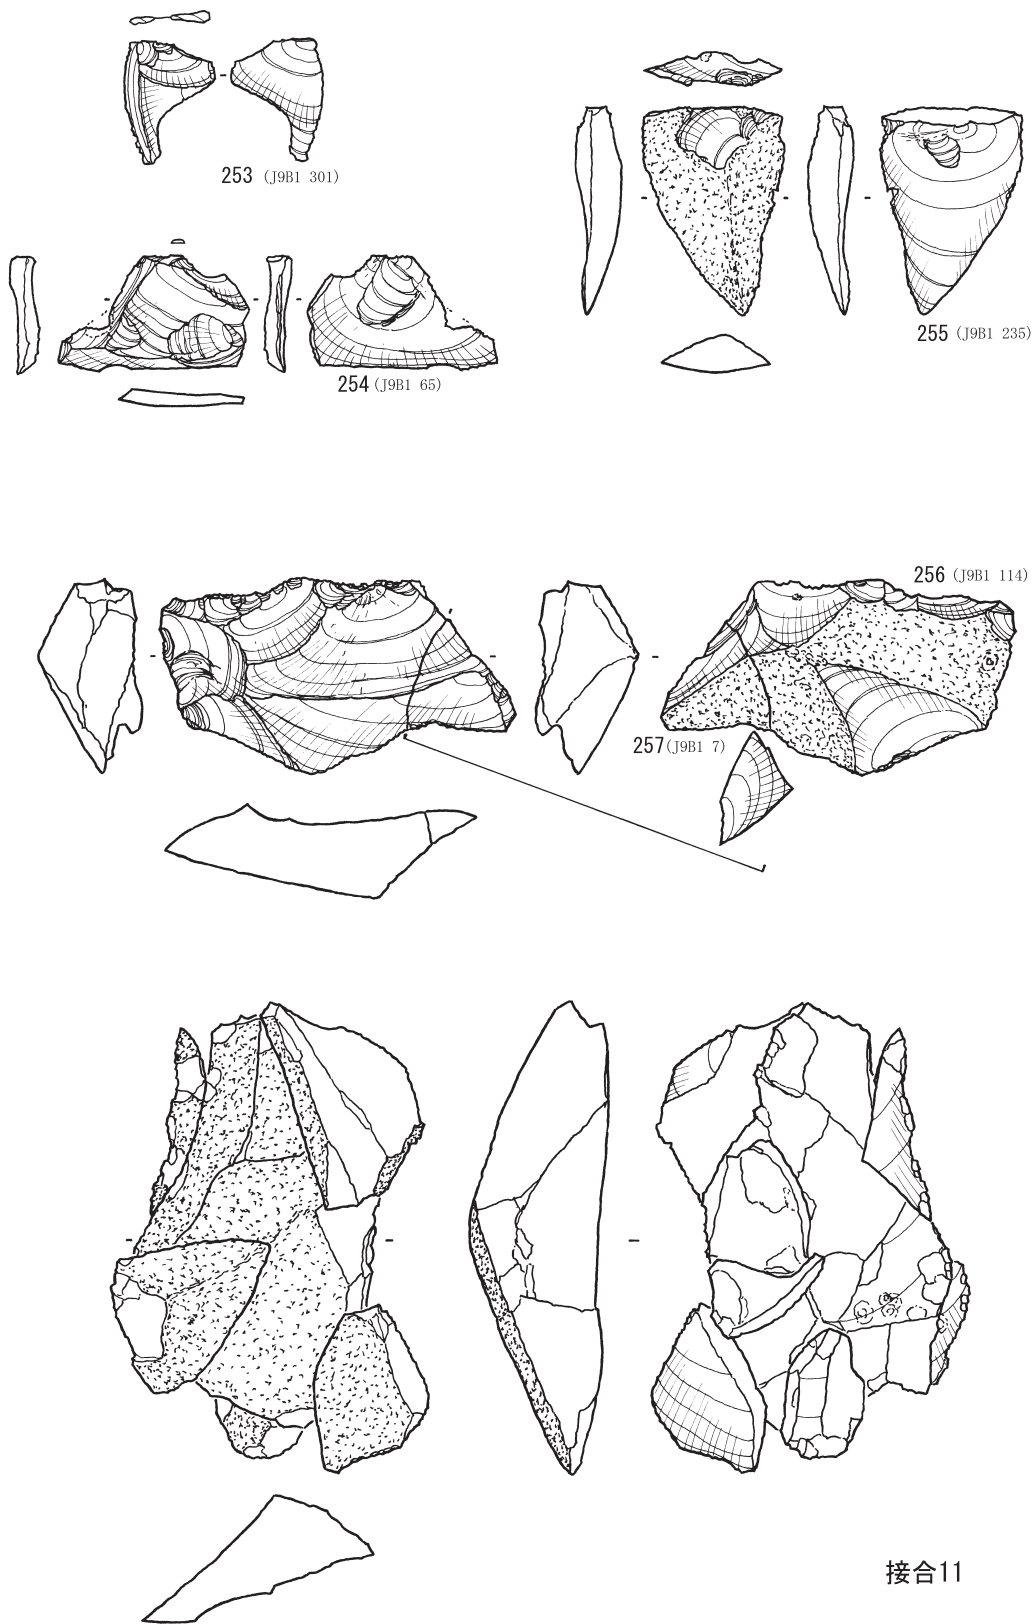 253 (J9B1 301)
254 (J9B1 65)
255 (J9B1 235)
256 (J9B1 114)
257 (J9B1 7)
接合11